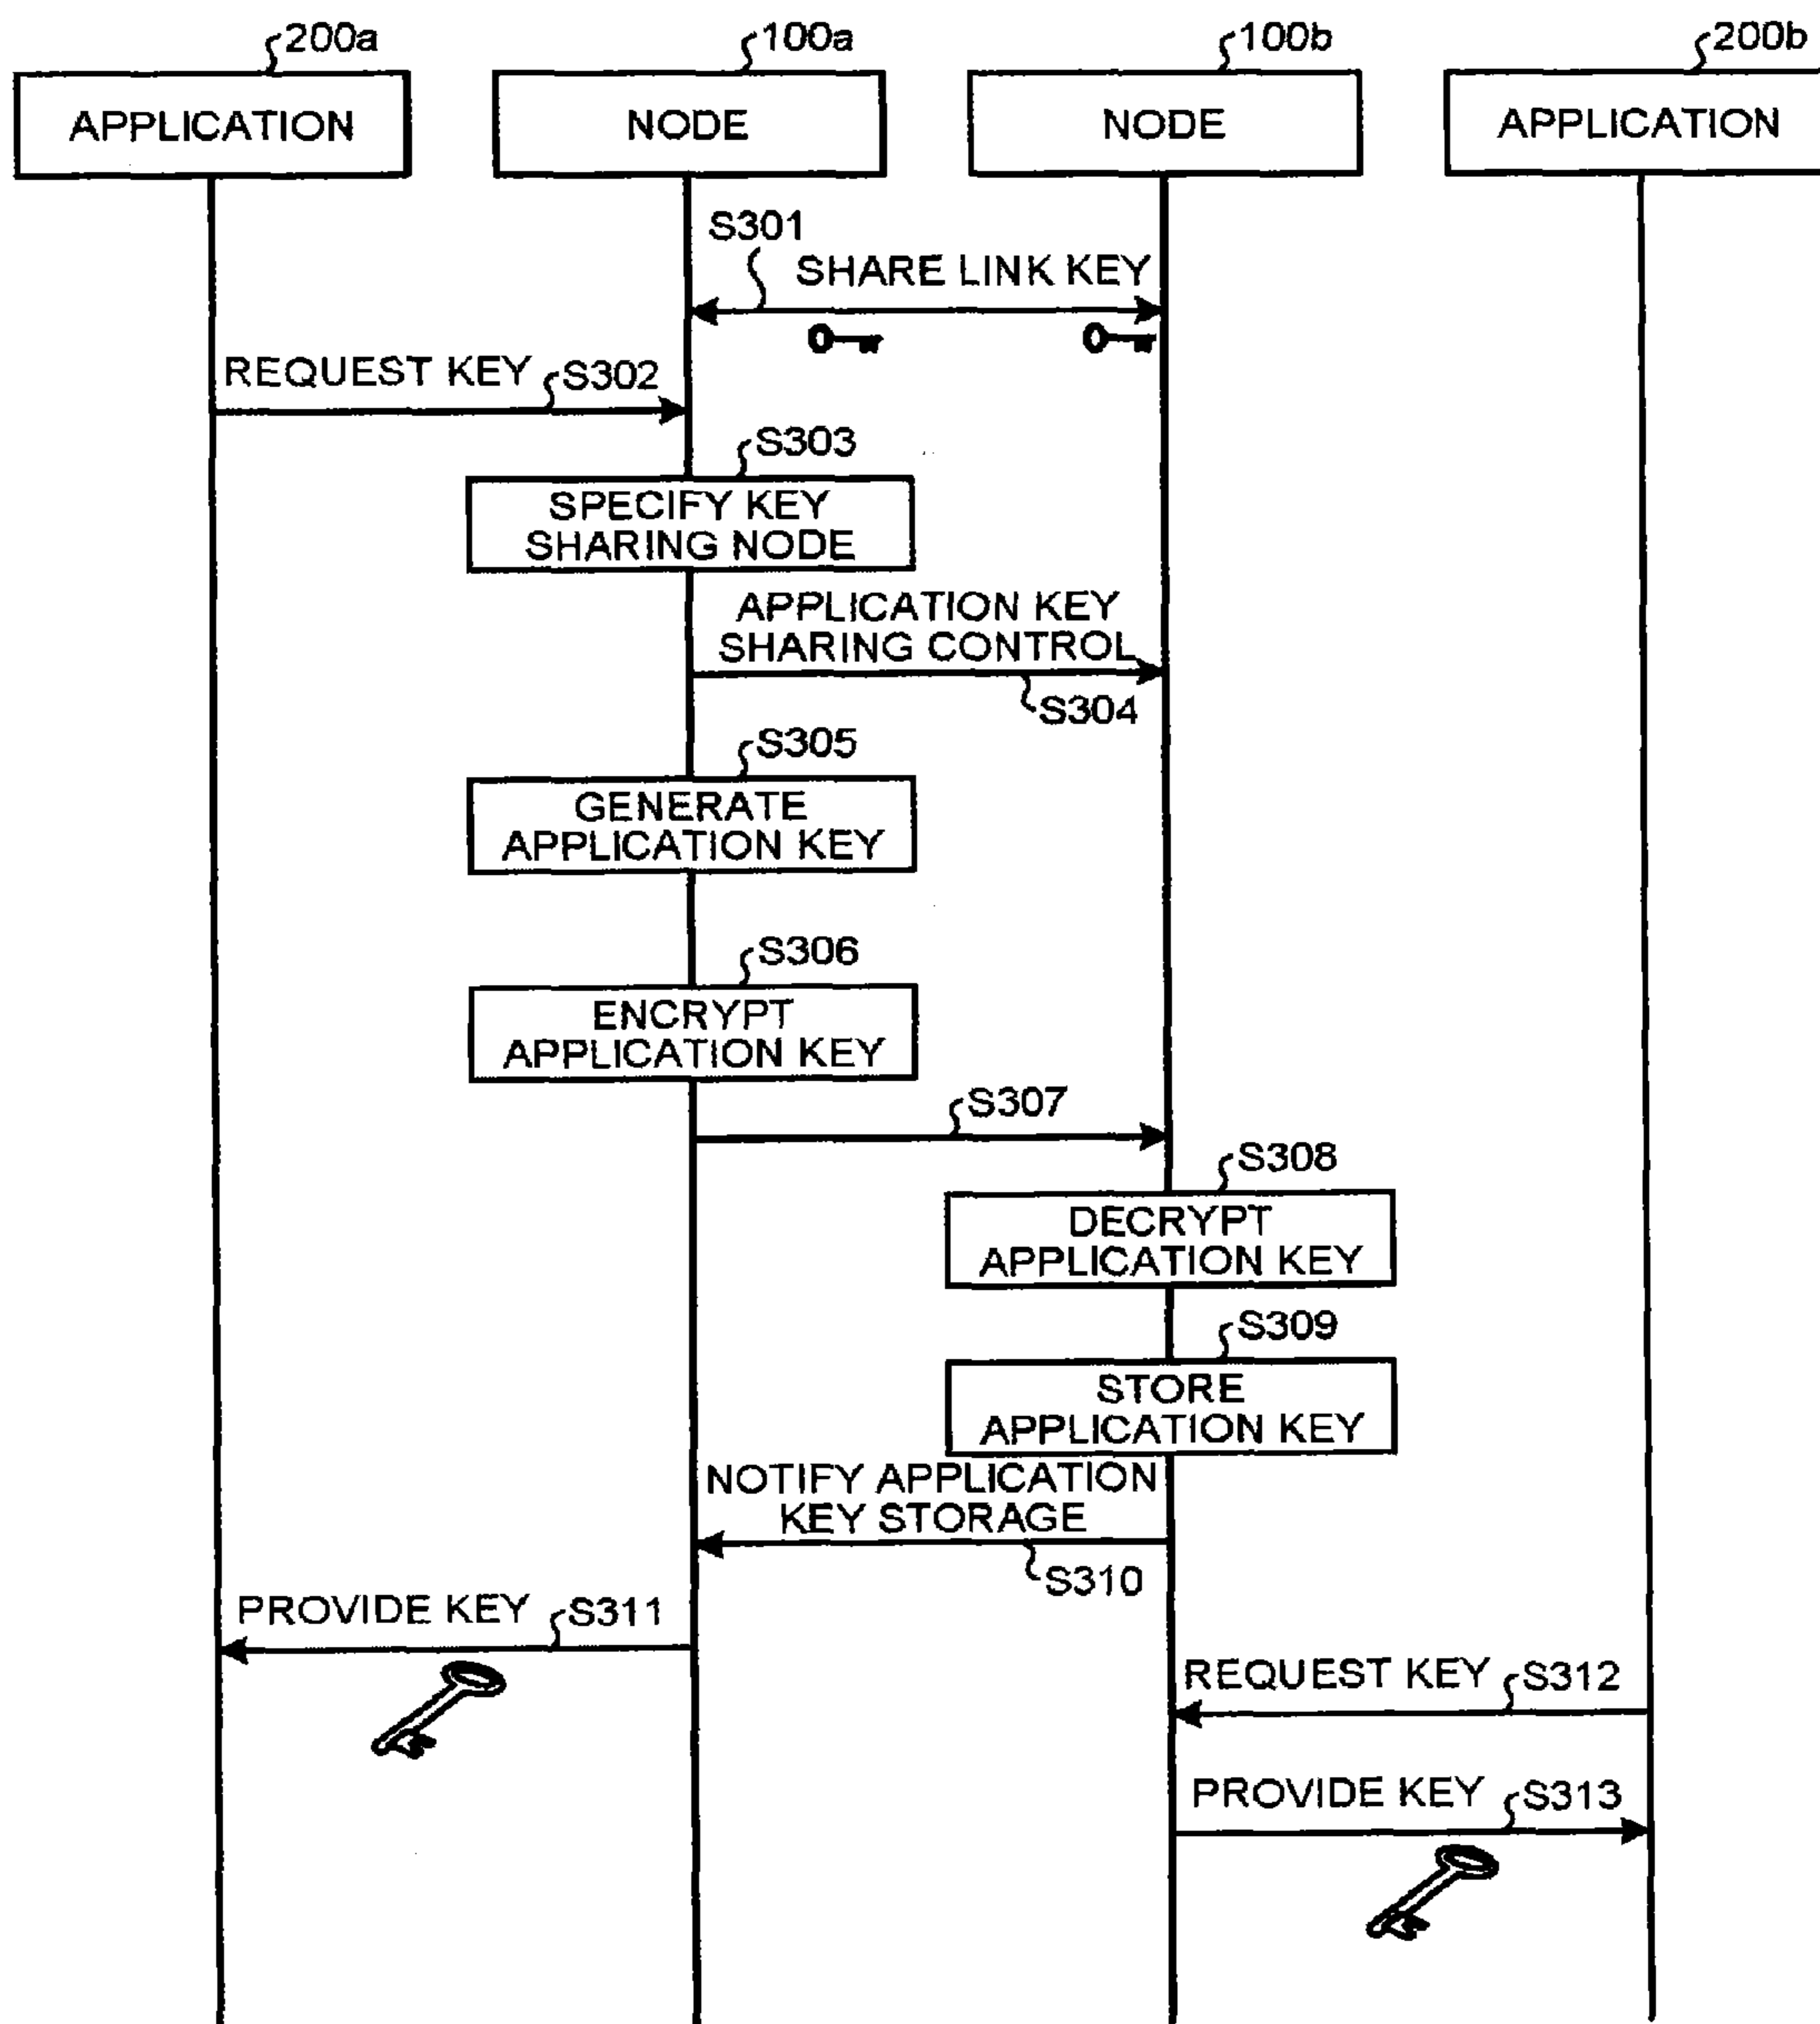 200a
100a
100b
200b
APPLICATION
NODE
NODE
APPLICATION
S301
SHARE LINK KEY
REQUEST KEY
S302
S303
SPECIFY KEY
SHARING NODE
APPLICATION KEY
SHARING CONTROL
S304
S305
GENERATE
APPLICATION KEY
S306
ENCRYPT
APPLICATION KEY
S307
S308
DECRYPT
APPLICATION KEY
S309
STORE
APPLICATION KEY
NOTIFY APPLICATION
KEY STORAGE
S310
PROVIDE KEY
S311
REQUEST KEY
S312
PROVIDE KEY
S313